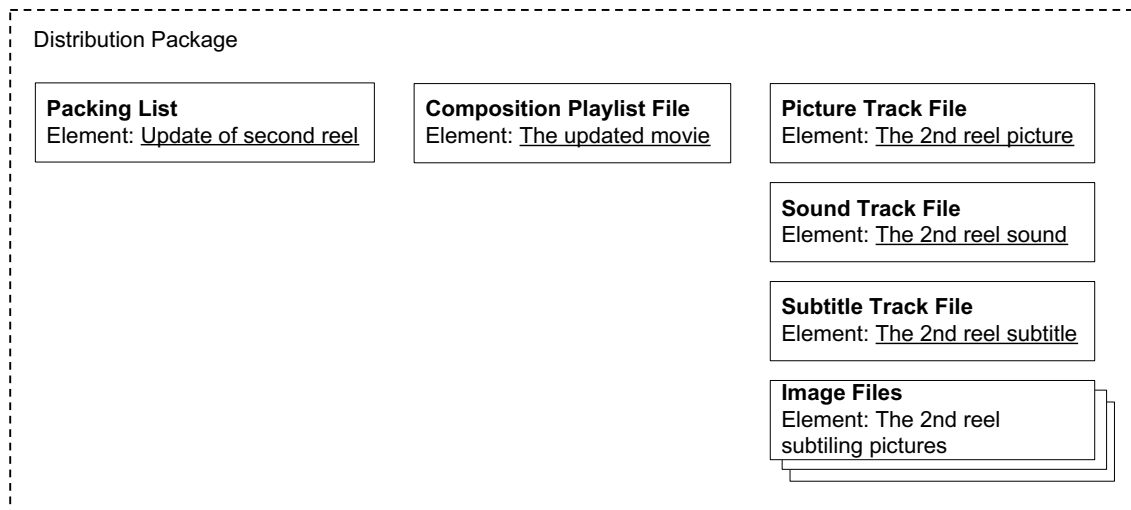 Distribution Package
Packing List
Element: Update of second reel
Composition Playlist File
Element: The updated movie
Picture Track File
Element: The 2nd reel picture
Sound Track File
Element: The 2nd reel sound
Subtitle Track File
Element: The 2nd reel subtitle
Image Files
Element: The 2nd reel
subtiling pictures